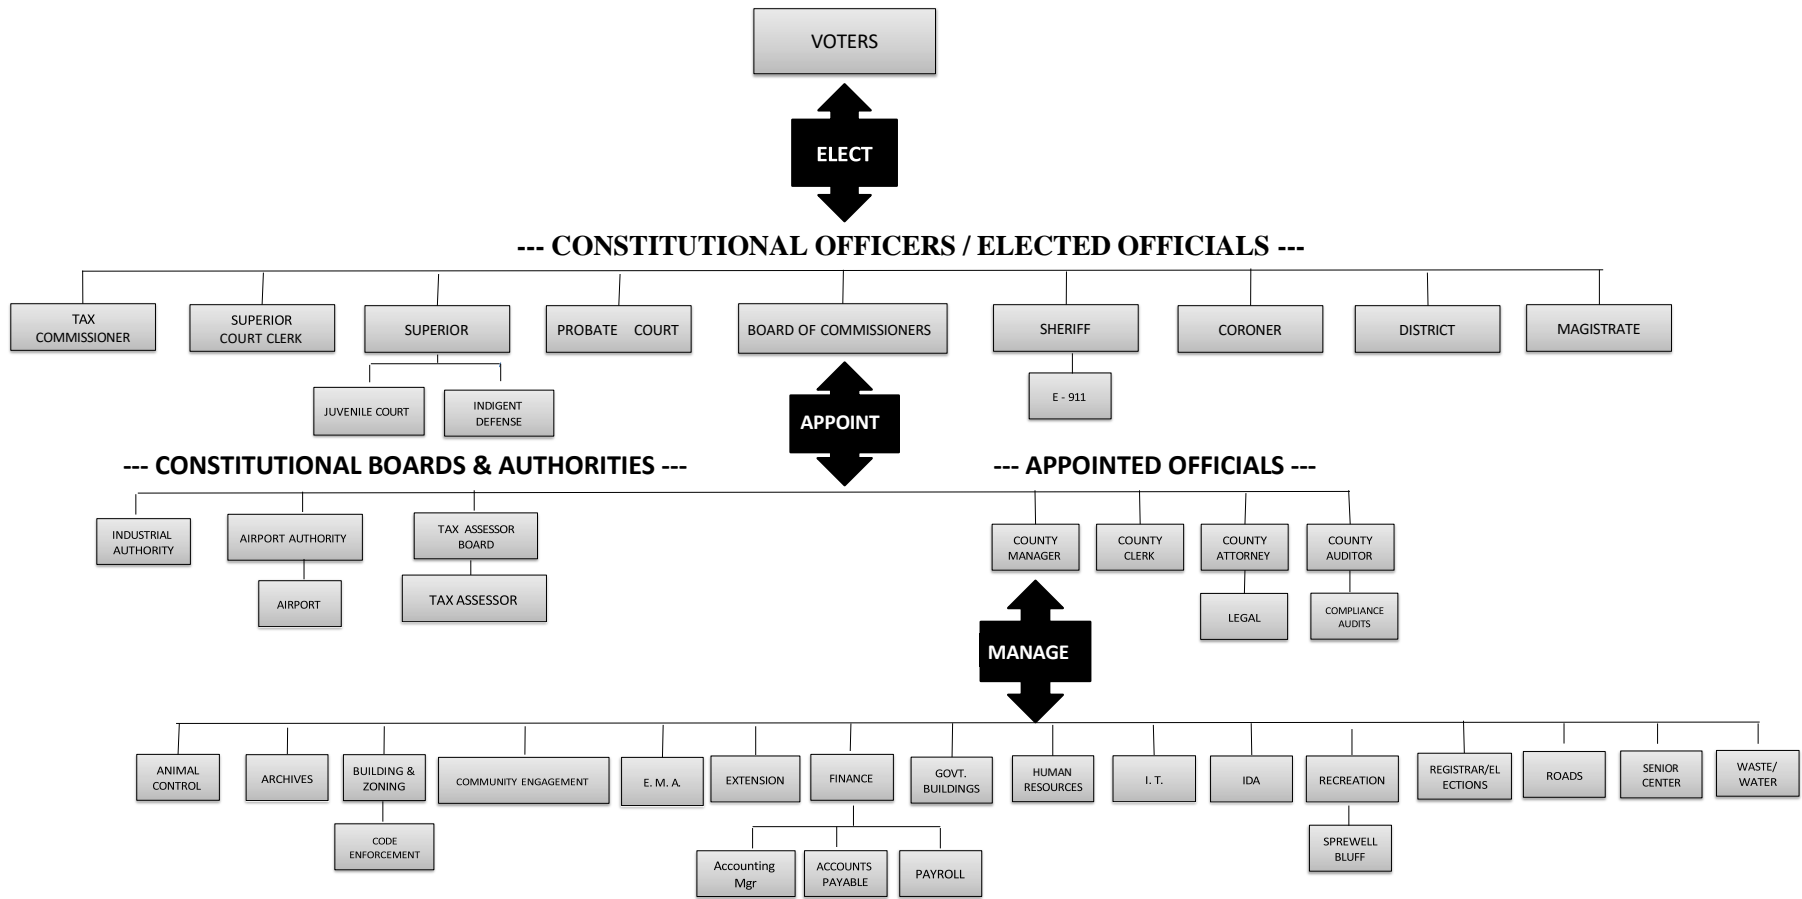 VOTERS
ELECT
--- CONSTITUTIONAL OFFICERS / ELECTED OFFICIALS ---
TAX
COMMISSIONER
SUPERIOR
COURT CLERK
SUPERIOR
PROBATE COURT
BOARD OF COMMISSIONERS
SHERIFF
CORONER
DISTRICT
MAGISTRATE
JUVENILE COURT
INDIGENT
DEFENSE
E - 911
APPOINT
--- CONSTITUTIONAL BOARDS & AUTHORITIES ---
--- APPOINTED OFFICIALS ---
INDUSTRIAL
AUTHORITY
AIRPORT AUTHORITY
TAX ASSESSOR
BOARD
COUNTY
MANAGER
COUNTY
CLERK
COUNTY
ATTORNEY
COUNTY
AUDITOR
AIRPORT
TAX ASSESSOR
LEGAL
COMPLIANCE
AUDITS
MANAGE
ANIMAL
CONTROL
ARCHIVES
BUILDING &
ZONING
COMMUNITY ENGAGEMENT
E. M. A.
EXTENSION
FINANCE
GOVT.
BUILDINGS
HUMAN
RESOURCES
I. T.
IDA
RECREATION
REGISTRAR/EL
ECTIONS
ROADS
SENIOR
CENTER
WASTE/
WATER
CODE
ENFORCEMENT
Accounting
Mgr
ACCOUNTS
PAYABLE
PAYROLL
SPREWELL
BLUFF